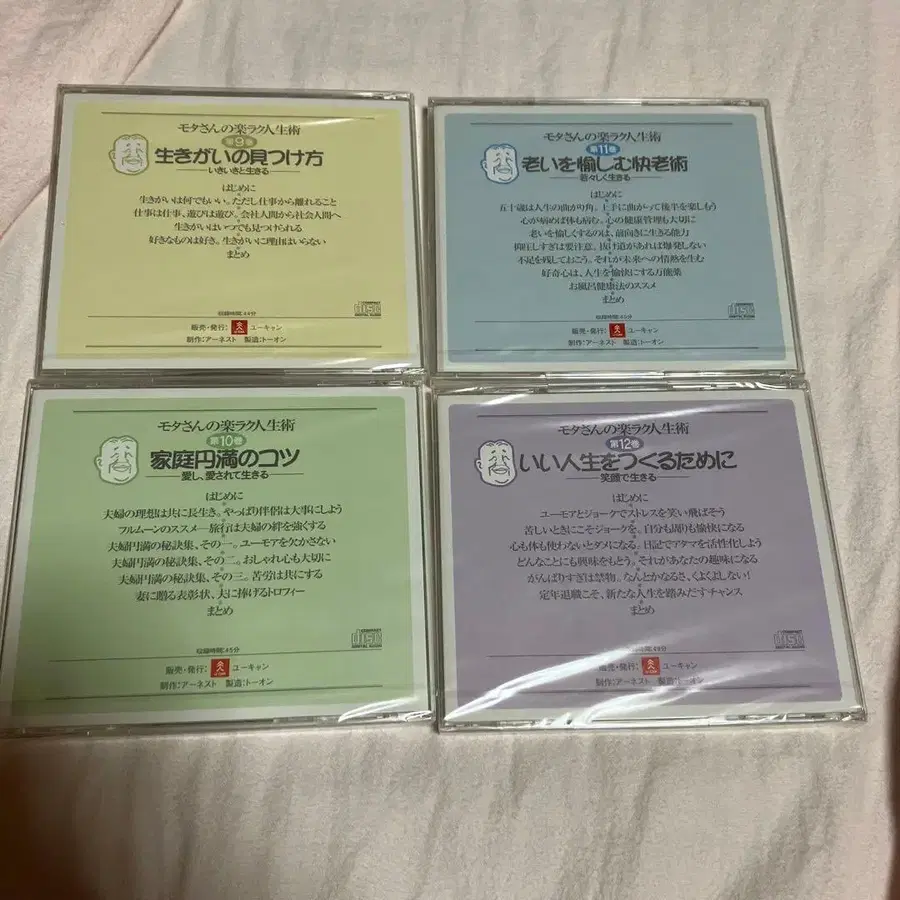 モタさんの楽ラク人生術
第9巻
生きがいの見つけ方
いきいきと生きる
はじめに
生きがいは何でもいい。ただし仕事から離れること
仕事は仕事、遊びは遊び。会社人間から社会人間へ
生きがいはいつでも見つけられる
好きなものは好き。生きがいに理由はいらない
まとめ
収録時間:44分
販売・発行: ユーキャン
制作:アーネスト 製造:トーオン
モタさんの楽ラク人生術
第11巻
老いを愉しむ快老術
若々しく生きる
はじめに
五十歳は人生の曲がり角。上手に曲がって後半を楽しもう
心が病めば体も病む。心の健康管理も大切に
老いを愉しくするのは、前向きに生きる能力
抑圧しすぎは要注意。抜け道があれば爆発しない
不足を残しておこう。それが未来への情熱を生む
好奇心は、人生を愉快にする万能薬
お風呂健康法のススメ
まとめ
販売・発行: ユーキャン
制作:アーネスト 製造:トーオン
モタさんの楽ラク人生術
第10巻
家庭円満のコツ
愛し、愛されて生きる
はじめに
夫婦の理想は共に長生き。やっぱり伴侶は大事にしよう
フルムーンのススメ―旅行は夫婦の絆を強くする
夫婦円満の秘訣集、その一。ユーモアを欠かさない
夫婦円満の秘訣集、その二。おしゃれ心も大切に
夫婦円満の秘訣集、その三。苦労は共にする
妻に贈る表彰状、夫に捧げるトロフィー
まとめ
収録時間:45分
販売・発行: ユーキャン
制作:アーネスト 製造:トーオン
モタさんの楽ラク人生術
第12巻
いい人生をつくるために
笑顔で生きる
はじめに
ユーモアとジョークでストレスを笑い飛ばそう
苦しいときにこそジョークを。自分も周りも愉快になる
心も体も使わないとダメになる。日記でアタマを活性化しよう
どんなことにも興味をもとう。それがあなたの趣味になる
がんばりすぎは禁物。なんとかなるさ、くよくよしない!
定年退職こそ、新たな人生を踏みだすチャンス
まとめ
販売・発行: ユーキャン
制作:アーネスト 製造:トーオン